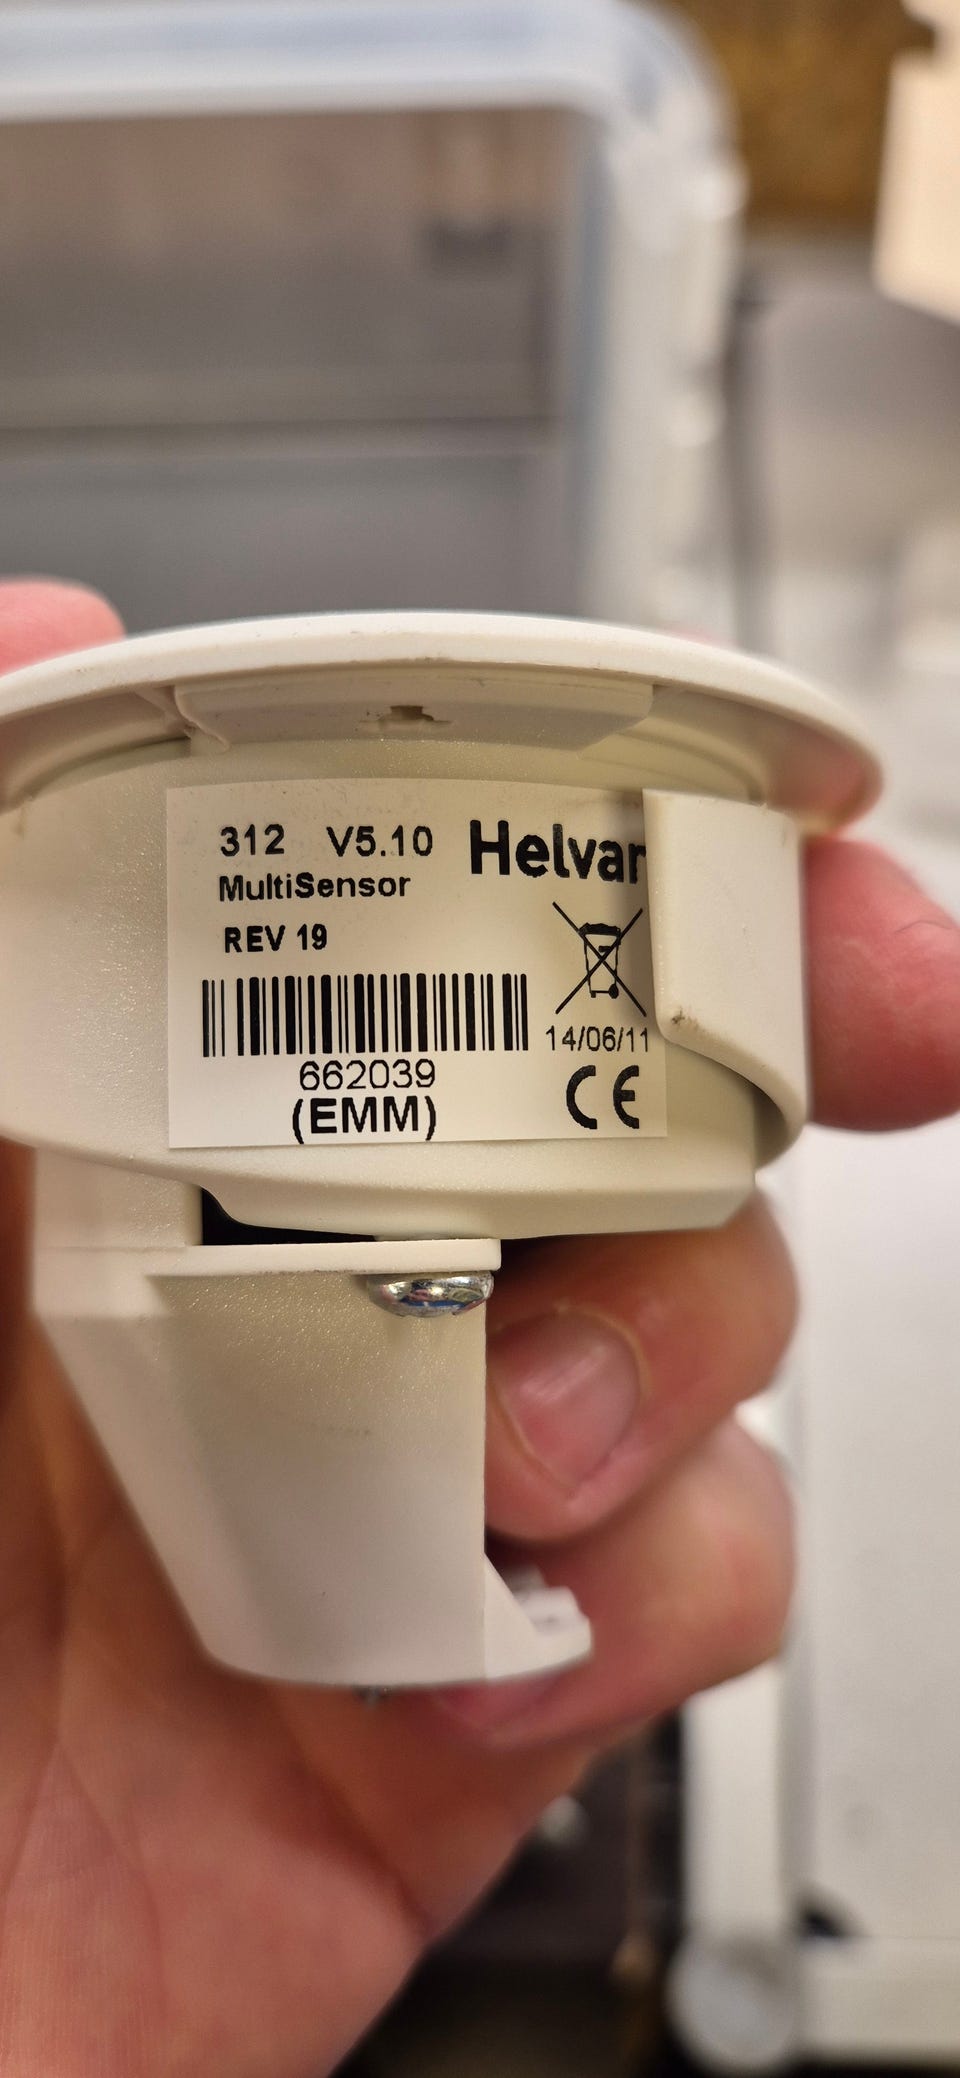 312 V5.10 Helvar
MultiSensor
REV 19
14/06/11
662039
(EMM)
CE